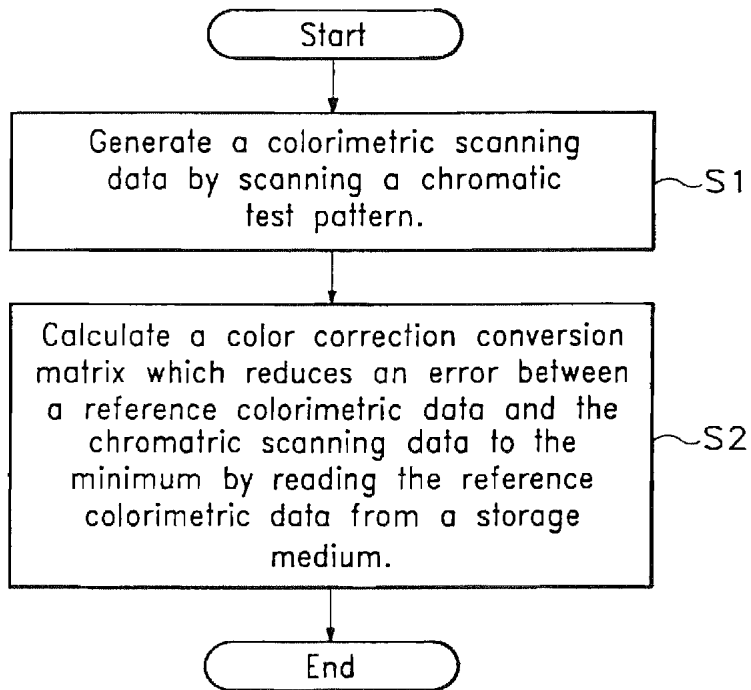 Start
Generate a colorimetric scanning
data by scanning a chromatic
test pattern.
S1
Calculate a color correction conversion
matrix which reduces an error between
a reference colorimetric data and the
chromatric scanning data to the
minimum by reading the reference
colorimetric data from a storage
medium.
S2
End